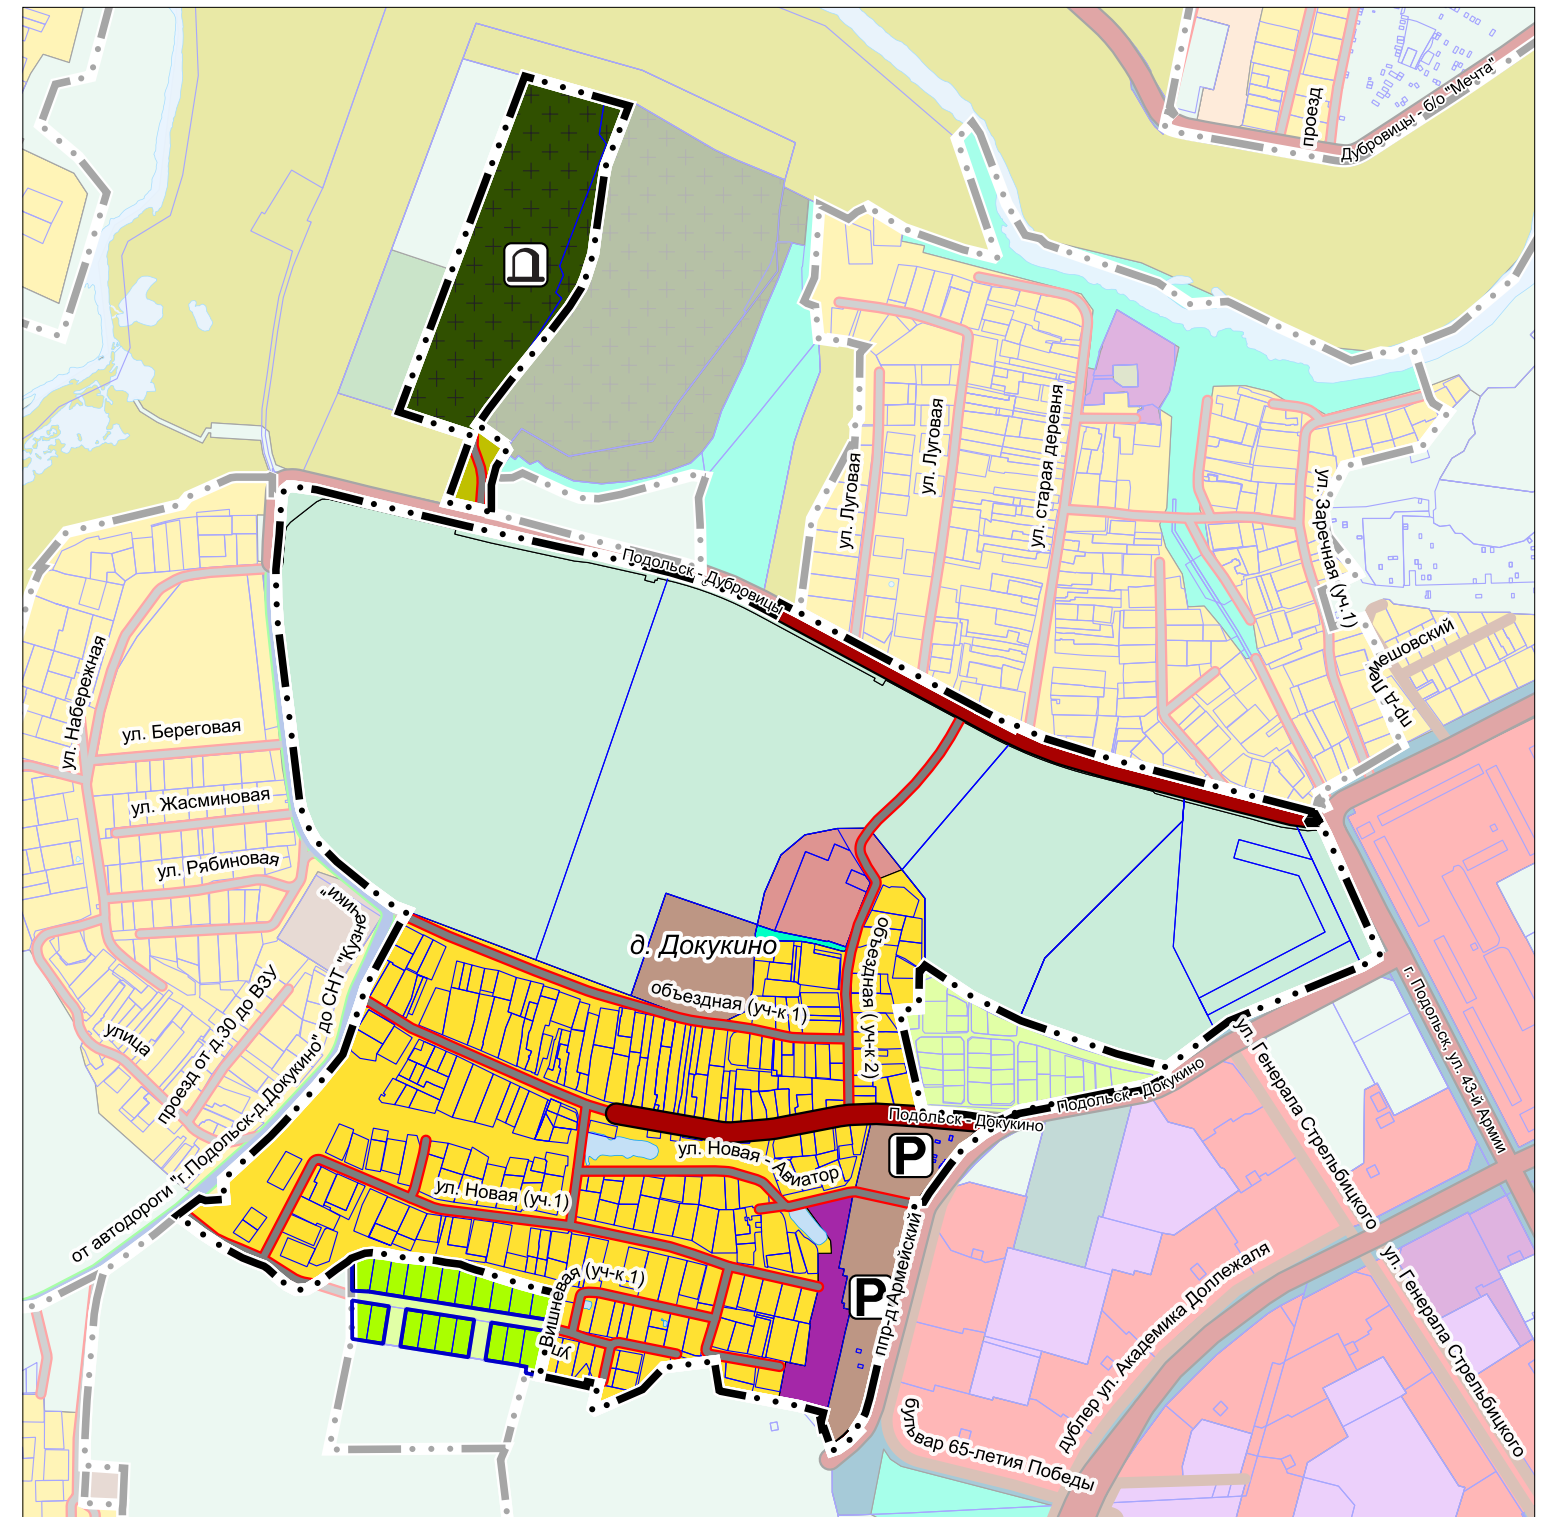 проезд
Дубровицы - б/о "Мечта"
ул. Луговая
ул. Луговая
ул. старая деревня
ул. Заречная (уч.1)
пр-д Лемешовский
Подольск - Дубровицы
ул. Набережная
ул. Береговая
ул. Жасминовая
ул. Рябиновая
д. Докукино
объездная (уч-к 1)
объездная (уч-к 2)
улица
проезд от д.30 до ВЗУ
от автодороги "г.Подольск-д.Докукино" до СНТ "Кузнечики"
г. Подольск, ул. 43-й Армии
ул. Генерала Стрельбицкого
Подольск - Докукино
Подольск - Докукино
P
ул. Новая - Авиатор
ул. Новая (уч.1)
ул. Вишневая (уч-к 1)
P
ппр-д Армейский
ул. Генерала Стрельбицкого
дублер ул. Академика Доллежаля
бульвар 65-летия Победы